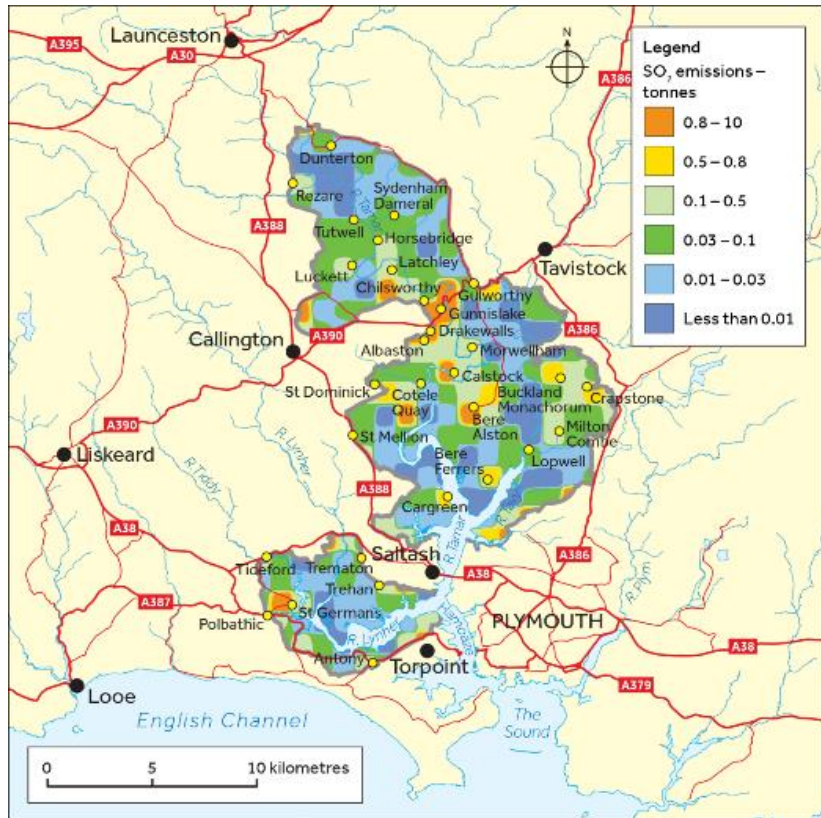 Launceston
A395
A30
N
A386
Legend
SO₂ emissions –
tonnes
0.8 – 10
0.5 – 0.8
0.1 – 0.5
0.03 – 0.1
0.01 – 0.03
Less than 0.01
Dunterton
Rezare
R. Tamar
Sydenham
Dameral
A388
Tutwell
Horsebridge
Luckett
Latchley
Tavistock
Chilsworthy
Gulworthy
Gunnislake
A386
Callington
A390
Drakewalls
Albaston
Morwellham
Calstock
St Dominick
Cotele
Quay
Buckland
Monachorum
Crapstone
Bere
Alston
Milton
Combe
A390
R. Lynher
St Mellion
Liskeard
Bere
Ferrers
Lopwell
R. Tiddy
A388
Cargreen
A38
R. Tamar
A386
Tideford
Trematon
Saltash
A38
R. Plym
Trehan
A387
St Germans
PLYMOUTH
Polbathic
R. Lynher
Hamoaze
A38
Antony
Torpoint
A379
Looe
English Channel
The
Sound
0 5 10 kilometres